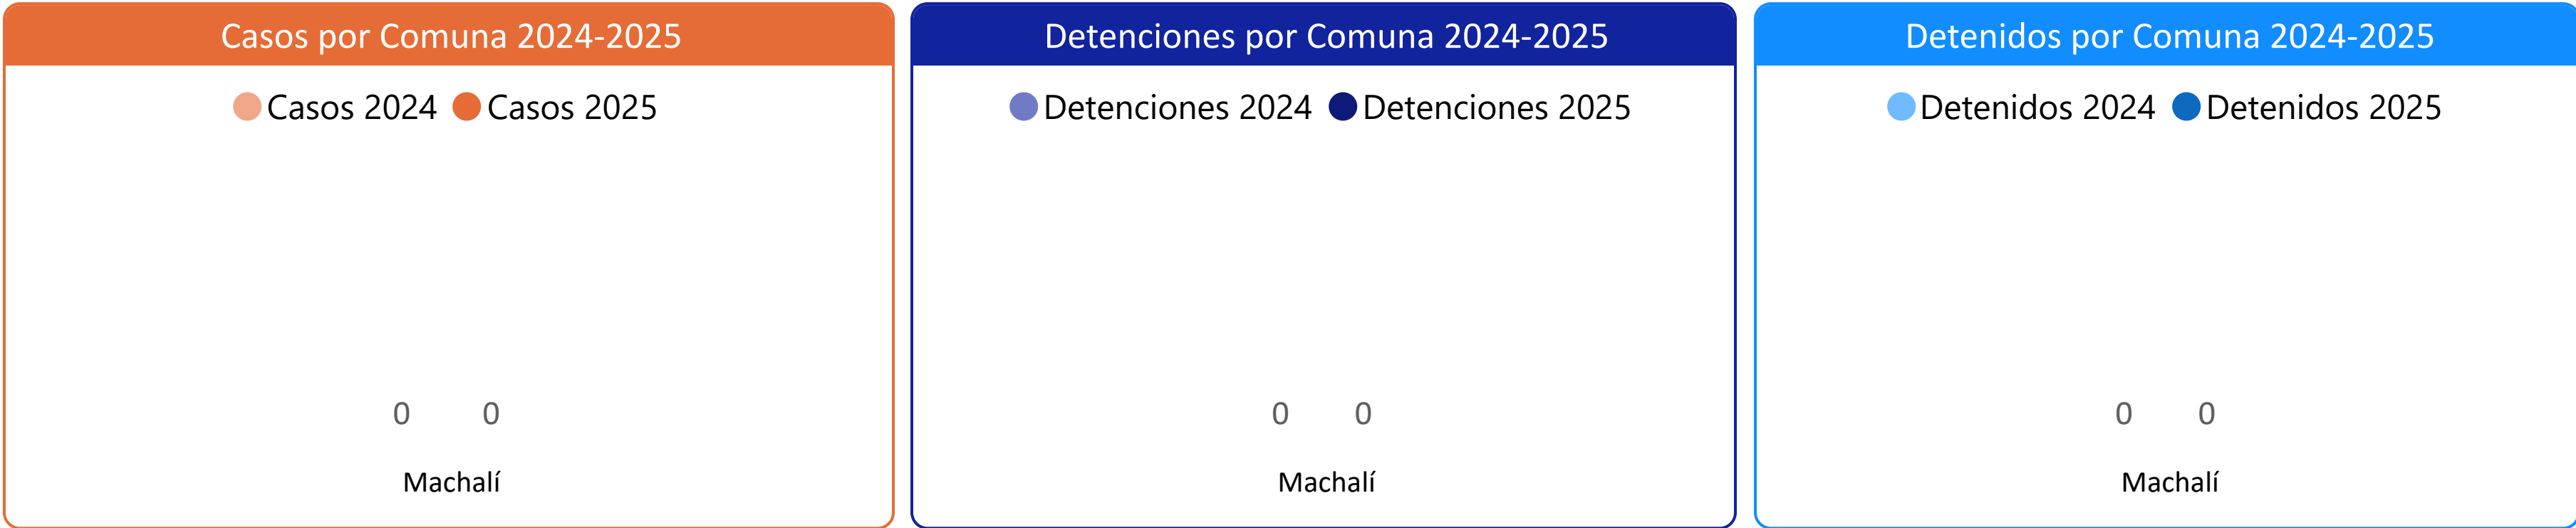 Casos por Comuna 2024-2025
Casos 2024 Casos 2025
0 0
Machalí
Detenciones por Comuna 2024-2025
Detenciones 2024 Detenciones 2025
0 0
Machalí
Detenidos por Comuna 2024-2025
Detenidos 2024 Detenidos 2025
0 0
Machalí